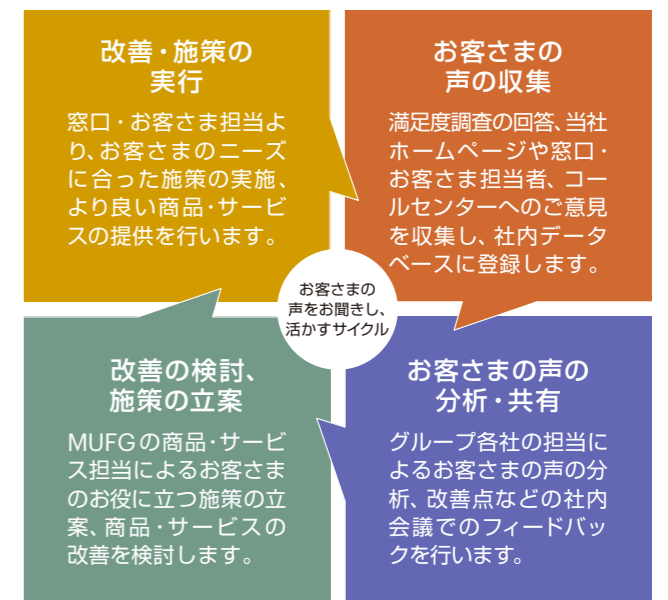 改善・施策の
実行
窓口・お客さま担当よ
り、お客さまのニーズ
に合った施策の実施、
より良い商品・サービ
スの提供を行います。
お客さまの
声の収集
満足度調査の回答、当社
ホームページや窓口・
お客さま担当者、コー
ルセンターへのご意見
を収集し、社内データ
ベースに登録します。
お客さまの
声をお聞きし、
活かすサイクル
改善の検討、
施策の立案
MUFGの商品・サービ
ス担当によるお客さま
のお役に立つ施策の立
案、商品・サービスの
改善を検討します。
お客さまの声の
分析・共有
グループ各社の担当に
よるお客さまの声の分
析、改善点などの社内
会議でのフィードバッ
クを行います。